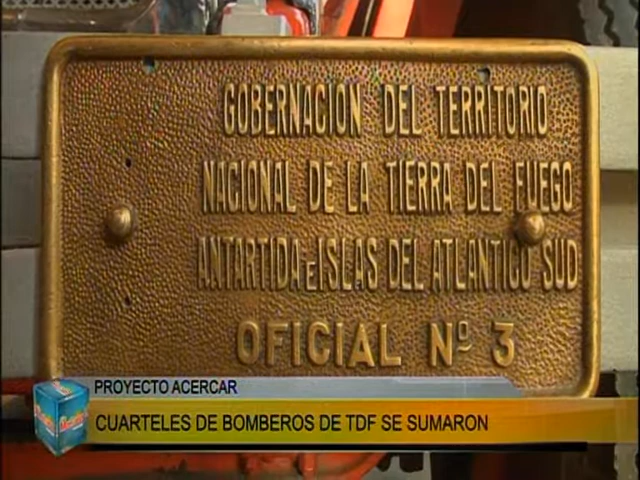 GOBERNACION DEL TERRITORIO
NACIONAL DE LA TIERRA DEL FUEGO
ANTARTIDA e ISLAS DEL ATLANTICO SUD
OFICIAL Nº 3
PROYECTO ACERCAR
CUARTELES DE BOMBEROS DE TDF SE SUMARON